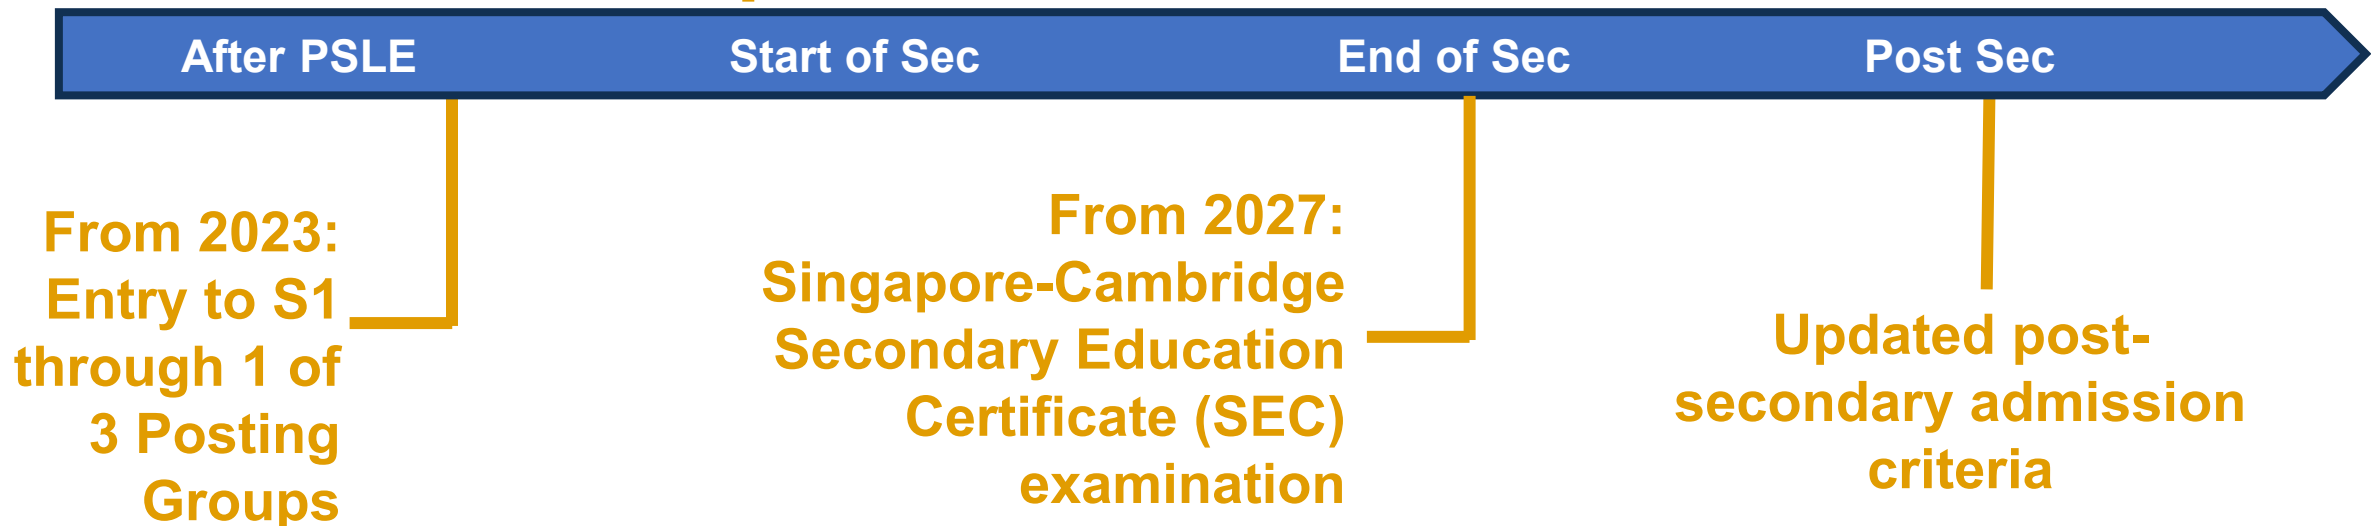 After PSLE
Start of Sec
End of Sec
Post Sec
From 2023:
Entry to S1
through 1 of
3 Posting
Groups
From 2027:
Singapore-Cambridge
Secondary Education
Certificate (SEC)
examination
Updated post-
secondary admission
criteria